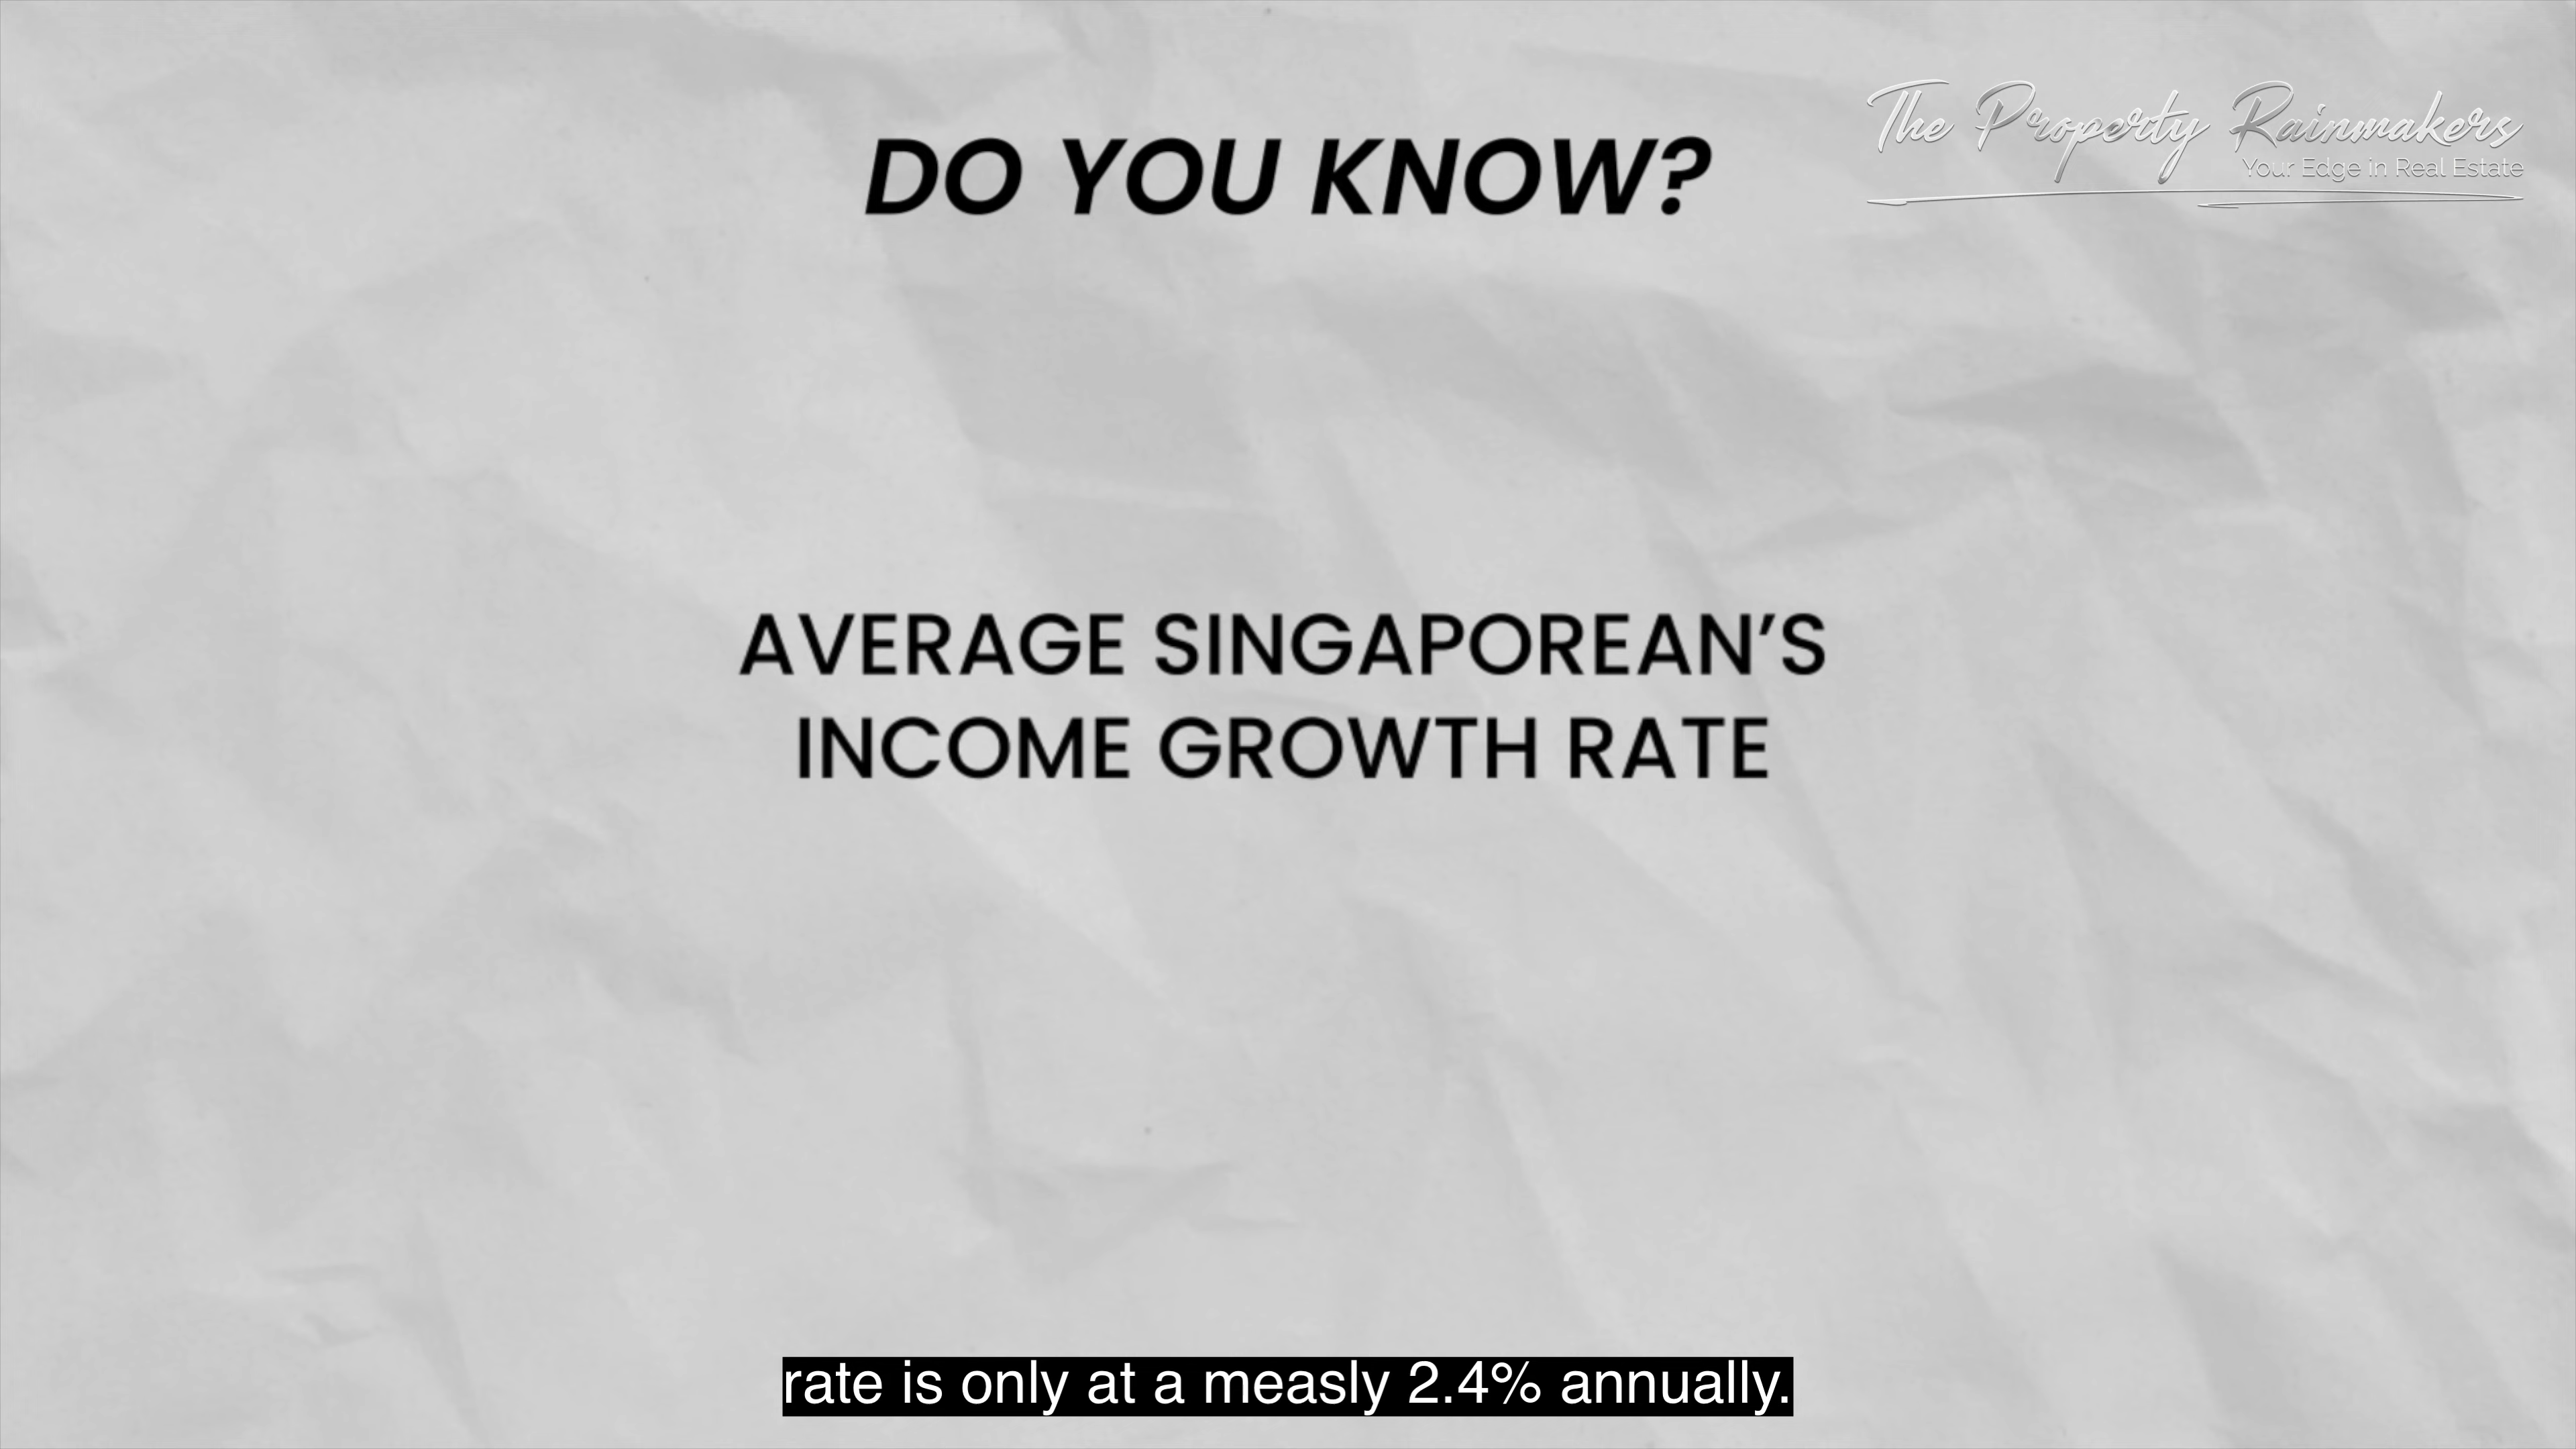 The Property Rainmakers
Your Edge in Real Estate
DO YOU KNOW?
AVERAGE SINGAPOREAN’S
INCOME GROWTH RATE
rate is only at a measly 2.4% annually.